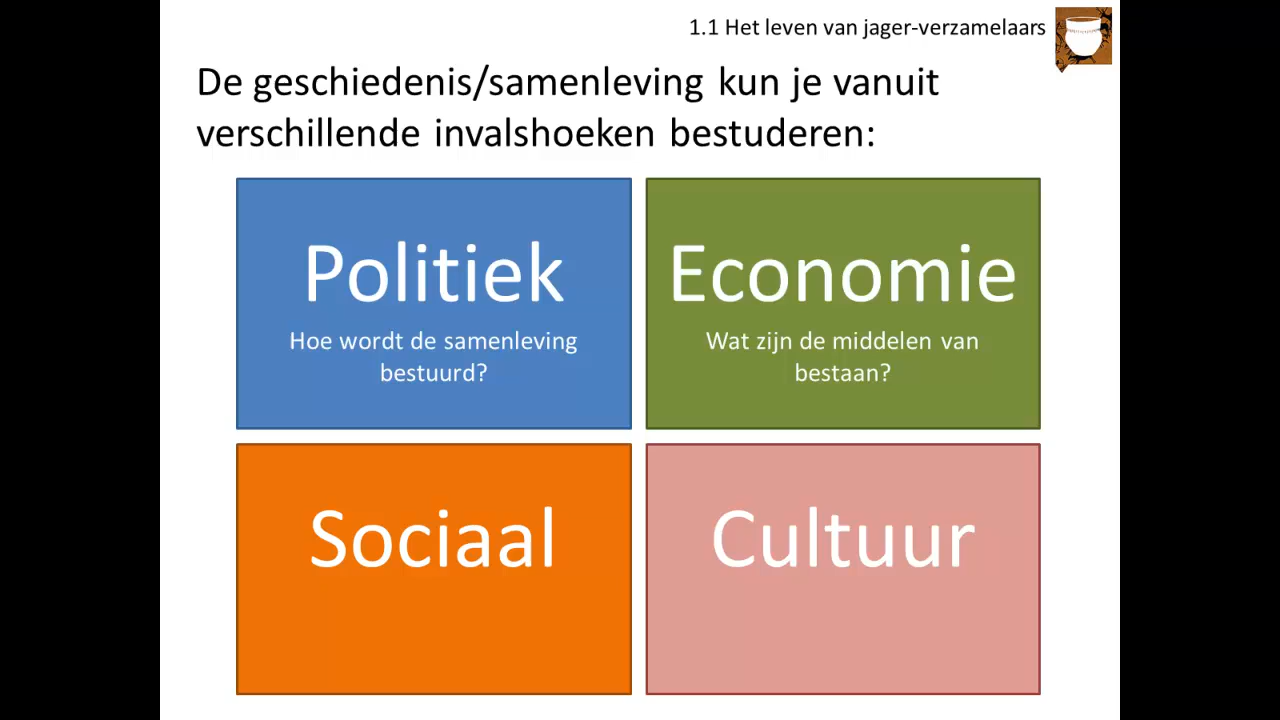 1.1 Het leven van jager-verzamelaars
De geschiedenis/samenleving kun je vanuit
verschillende invalshoeken bestuderen:
Politiek
Hoe wordt de samenleving
bestuurd?
Economie
Wat zijn de middelen van
bestaan?
Sociaal
Cultuur